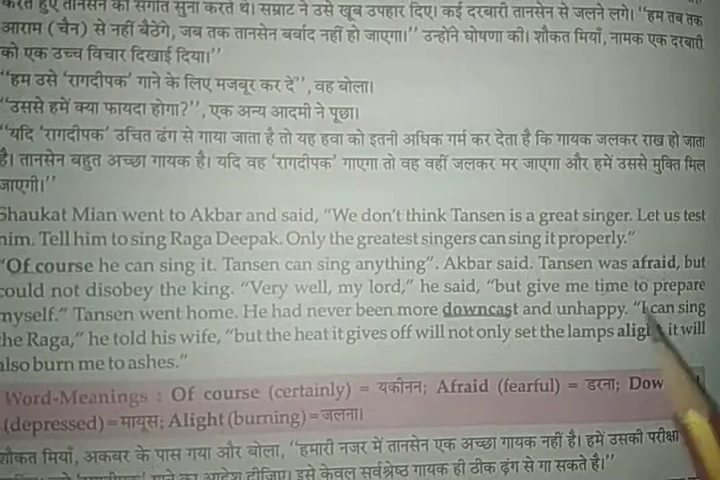 करते हुए तानसेन का संगीत सुना करते थे। सम्राट ने उसे खूब उपहार दिए। कई दरबारी तानसेन से जलने लगे। "हम तब तक
आराम (चैन) से नहीं बैठेंगे, जब तक तानसेन बर्बाद नहीं हो जाएगा।" उन्होंने घोषणा की। शौकत मियाँ, नामक एक दरबारी
को एक उच्च विचार दिखाई दिया।"
"हम उसे 'रागदीपक' गाने के लिए मजबूर कर दें", वह बोला।
"उससे हमें क्या फायदा होगा?", एक अन्य आदमी ने पूछा।
"यदि 'रागदीपक' उचित ढंग से गाया जाता है तो यह हवा को इतनी अधिक गर्म कर देता है कि गायक जलकर राख हो जाता
है। तानसेन बहुत अच्छा गायक है। यदि वह 'रागदीपक' गाएगा तो वह वहीं जलकर मर जाएगा और हमें उससे मुक्ति मिल
जाएगी।"
Shaukat Mian went to Akbar and said, "We don't think Tansen is a great singer. Let us test
him. Tell him to sing Raga Deepak. Only the greatest singers can sing it properly."
"Of course he can sing it. Tansen can sing anything". Akbar said. Tansen was afraid, but
could not disobey the king. "Very well, my lord," he said, "but give me time to prepare
myself." Tansen went home. He had never been more downcast and unhappy. "I can sing
the Raga," he told his wife, "but the heat it gives off will not only set the lamps it will
also burn me to ashes."
Word-Meanings : Of course (certainly) = यकीनन; Afraid (fearful) = डरना;
(depressed) = मायूस; Alight (burning) = जलना।
शौकत मियाँ, अकबर के पास गया और बोला, "हमारी नजर में तानसेन एक अच्छा गायक नहीं है। हमें उसकी परीक्षा
आदेश दीजिए। इसे केवल सर्वश्रेष्ठ गायक ही ठीक ढंग से गा सकते है।"